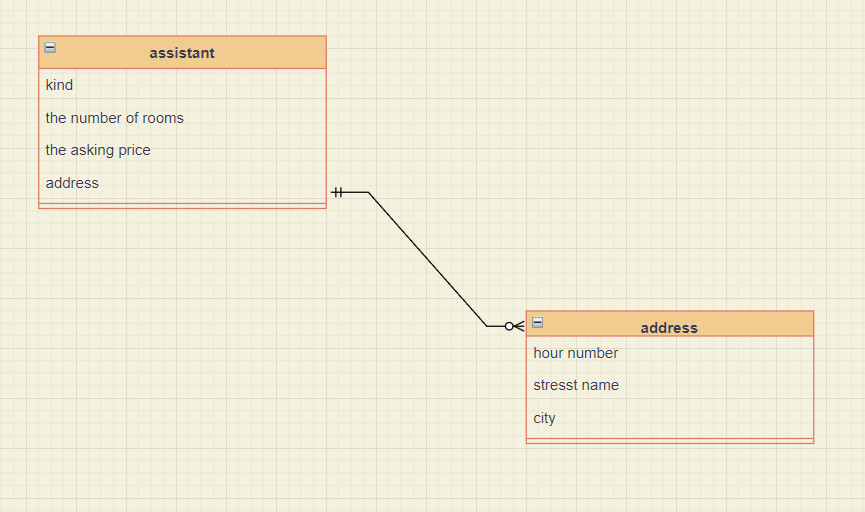 assistant
kind
the number of rooms
the asking price
address
address
hour number
stresst name
city